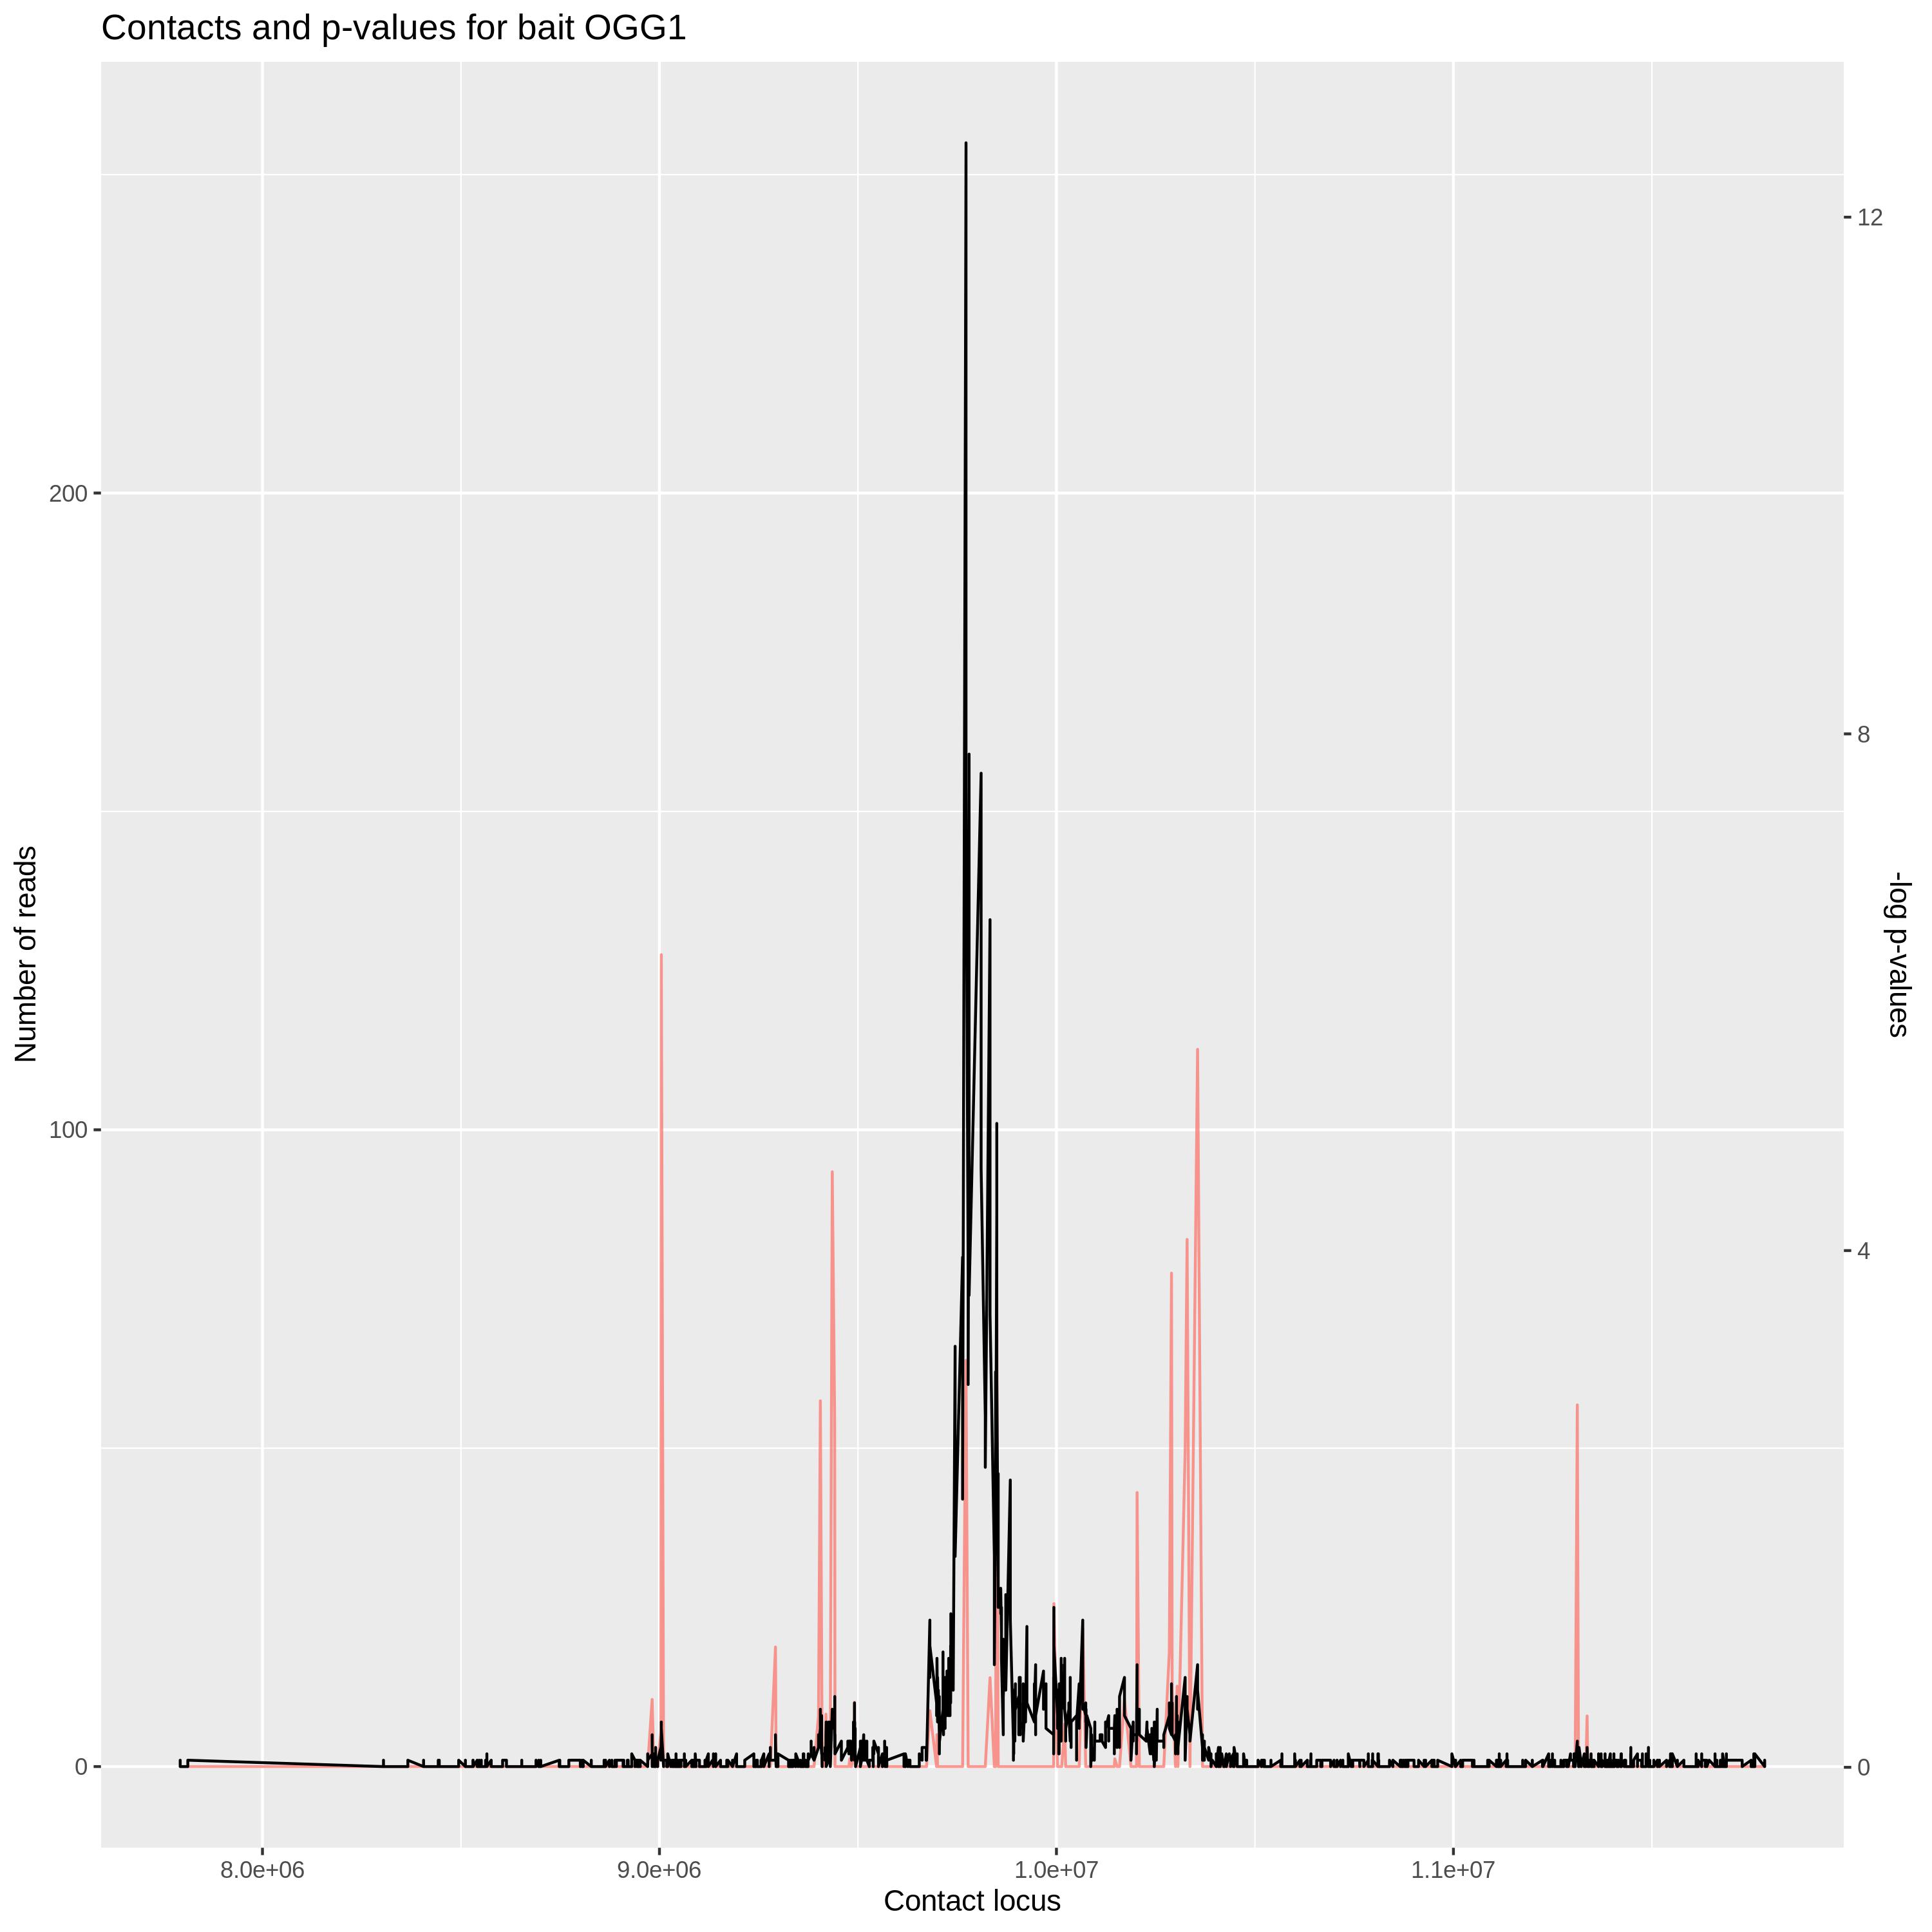 Contacts and p-values for bait OGG1
Number of reads
200
100
0
12
8
4
0
-log p-values
8.0e+06
9.0e+06
1.0e+07
1.1e+07
Contact locus